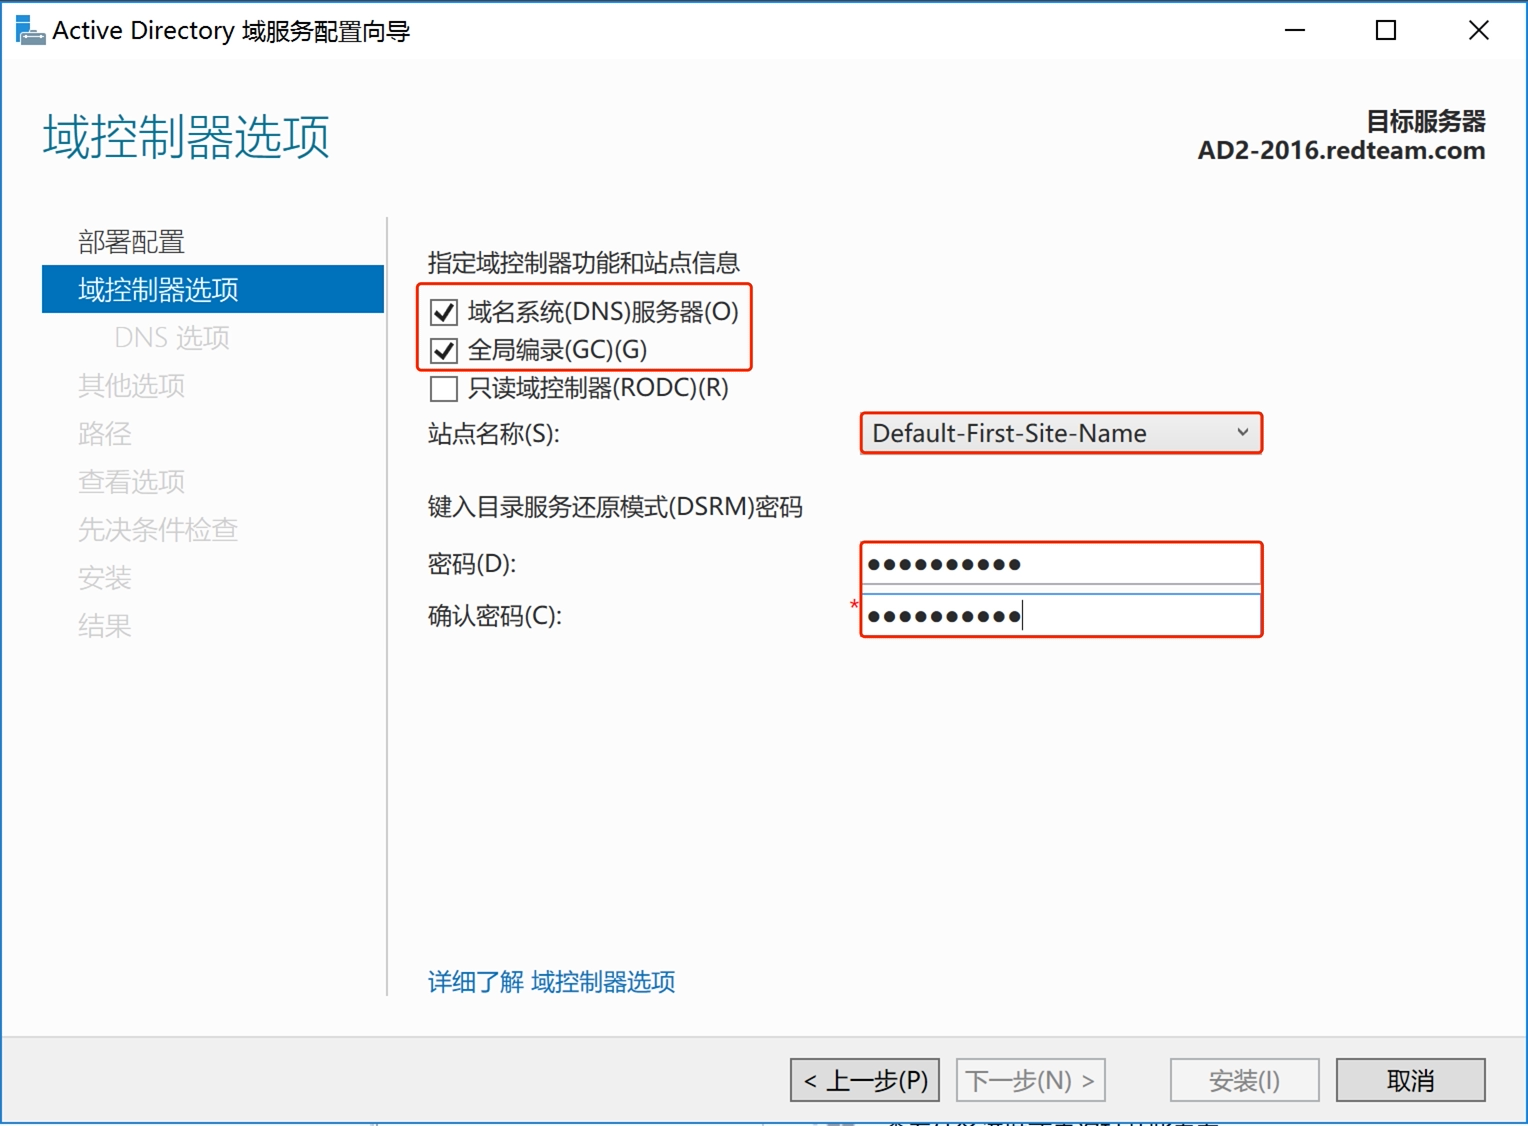 Active Directory 域服务配置向导
域控制器选项
目标服务器
AD2-2016.redteam.com
部署配置
域控制器选项
DNS 选项
其他选项
路径
查看选项
先决条件检查
安装
结果
指定域控制器功能和站点信息
域名系统(DNS)服务器(O)
全局编录(GC)(G)
只读域控制器(RODC)(R)
站点名称(S):
Default-First-Site-Name
键入目录服务还原模式(DSRM)密码
密码(D):
●●●●●●●●●●
确认密码(C):
*
●●●●●●●●●●
详细了解 域控制器选项
< 上一步(P)
下一步(N) >
安装(I)
取消